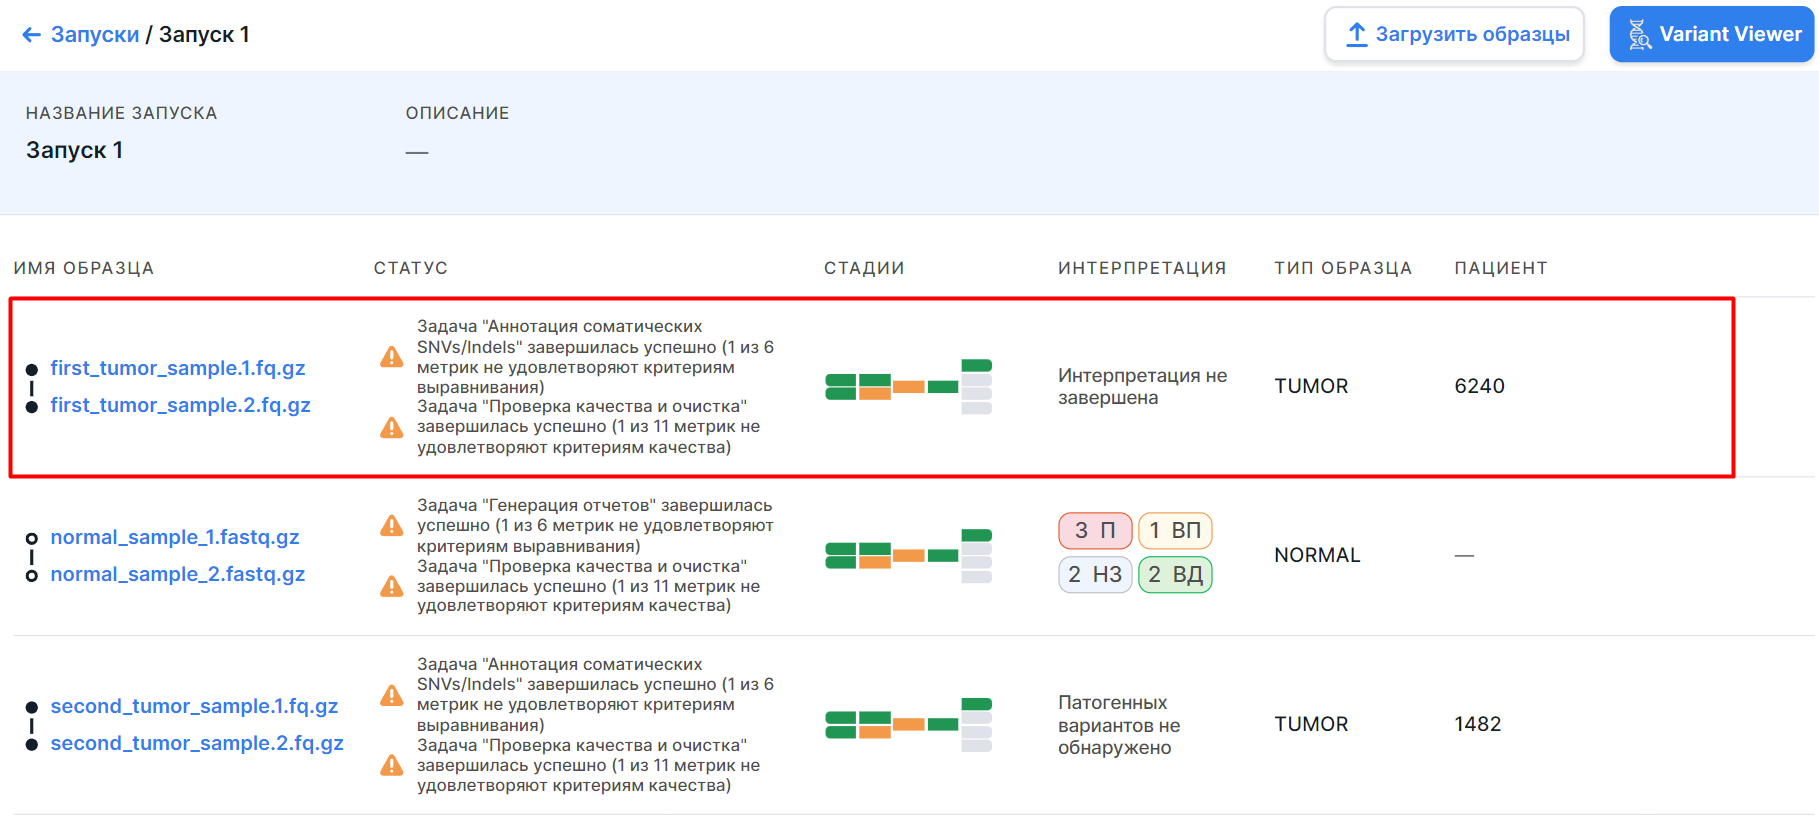 ← Запуски / Запуск 1
Загрузить образцы
Variant Viewer
НАЗВАНИЕ ЗАПУСКА
ОПИСАНИЕ
Запуск 1
—
ИМЯ ОБРАЗЦА
СТАТУС
СТАДИИ
ИНТЕРПРЕТАЦИЯ
ТИП ОБРАЗЦА
ПАЦИЕНТ
first_tumor_sample.1.fq.gz
first_tumor_sample.2.fq.gz
Задача "Аннотация соматических
SNVs/Indels" завершилась успешно (1 из 6
метрик не удовлетворяют критериям
выравнивания)
Задача "Проверка качества и очистка"
завершилась успешно (1 из 11 метрик не
удовлетворяют критериям качества)
Интерпретация не
завершена
TUMOR
6240
normal_sample_1.fastq.gz
normal_sample_2.fastq.gz
Задача "Генерация отчетов" завершилась
успешно (1 из 6 метрик не удовлетворяют
критериям выравнивания)
Задача "Проверка качества и очистка"
завершилась успешно (1 из 11 метрик не
удовлетворяют критериям качества)
3 П
1 ВП
2 НЗ
2 ВД
NORMAL
—
second_tumor_sample.1.fq.gz
second_tumor_sample.2.fq.gz
Задача "Аннотация соматических
SNVs/Indels" завершилась успешно (1 из 6
метрик не удовлетворяют критериям
выравнивания)
Задача "Проверка качества и очистка"
завершилась успешно (1 из 11 метрик не
удовлетворяют критериям качества)
Патогенных
вариантов не
обнаружено
TUMOR
1482